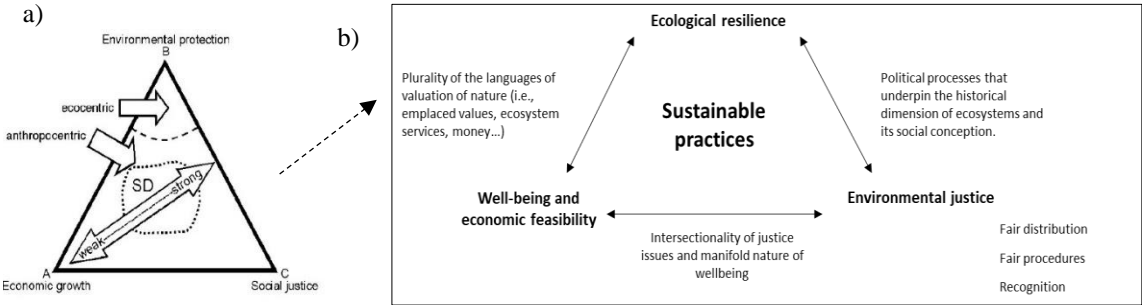 a)
Environmental protection
B
ecocentric
anthropocentric
SD
strong
weak
A
C
Economic growth
Social justice
b)
Ecological resilience
Plurality of the languages of
valuation of nature (i.e.,
emplaced values, ecosystem
services, money...)
Sustainable
practices
Political processes that
underpin the historical
dimension of ecosystems and
its social conception.
Well-being and
economic feasibility
Environmental justice
Intersectionality of justice
issues and manifold nature of
wellbeing
Fair distribution
Fair procedures
Recognition